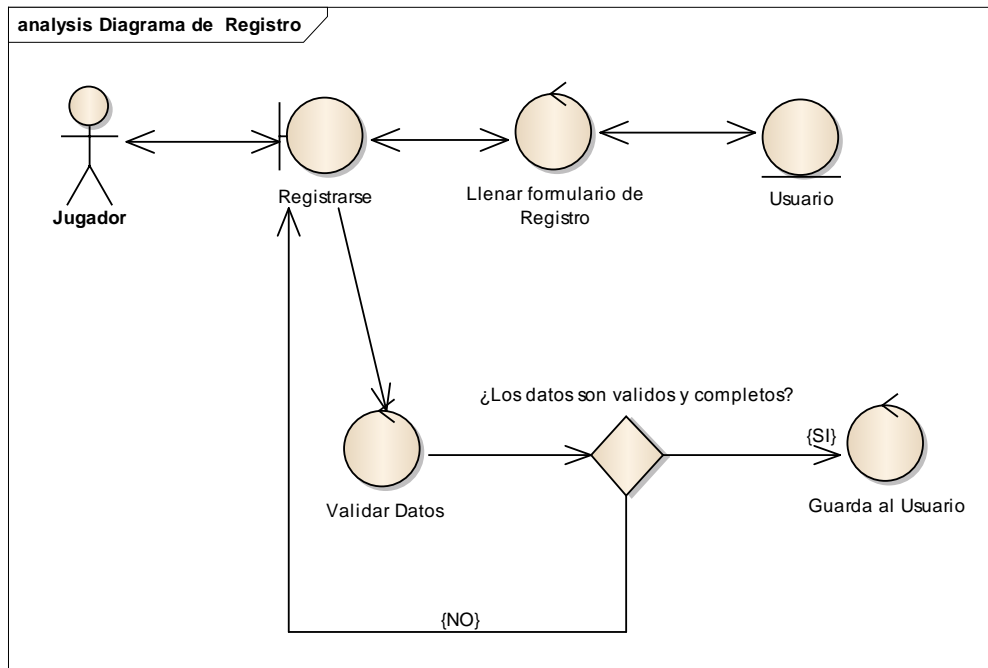 analysis Diagrama de Registro
Jugador
Registrarse
Llenar formulario de
Registro
Usuario
¿Los datos son validos y completos?
{SI}
Validar Datos
Guarda al Usuario
{NO}